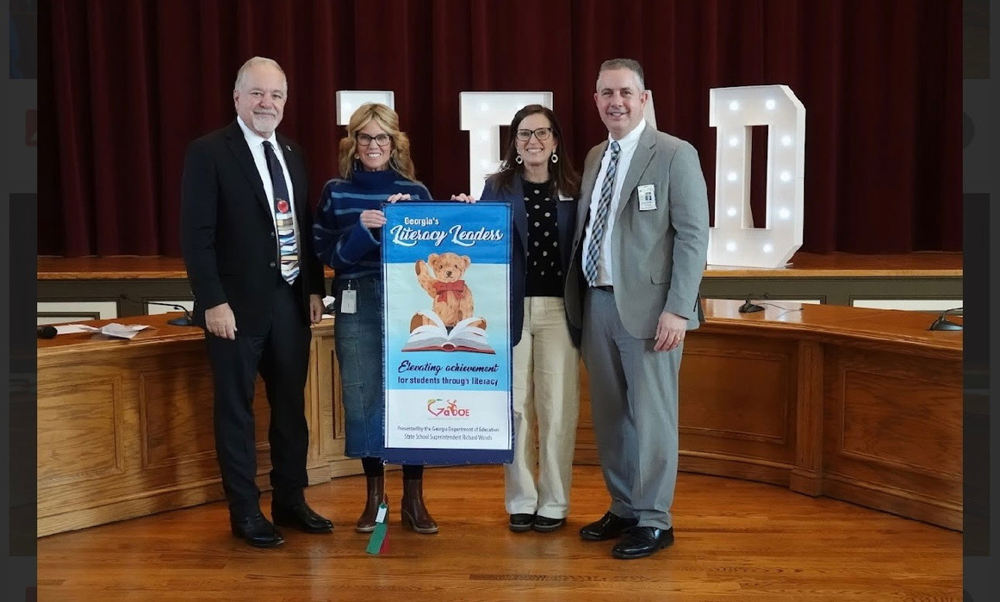 D
Georgia's
Literacy Leaders
Elevating achievement
for students through literacy
GaDOE
Presented by the Georgia Department of Education
State School Superintendent Richard Woods